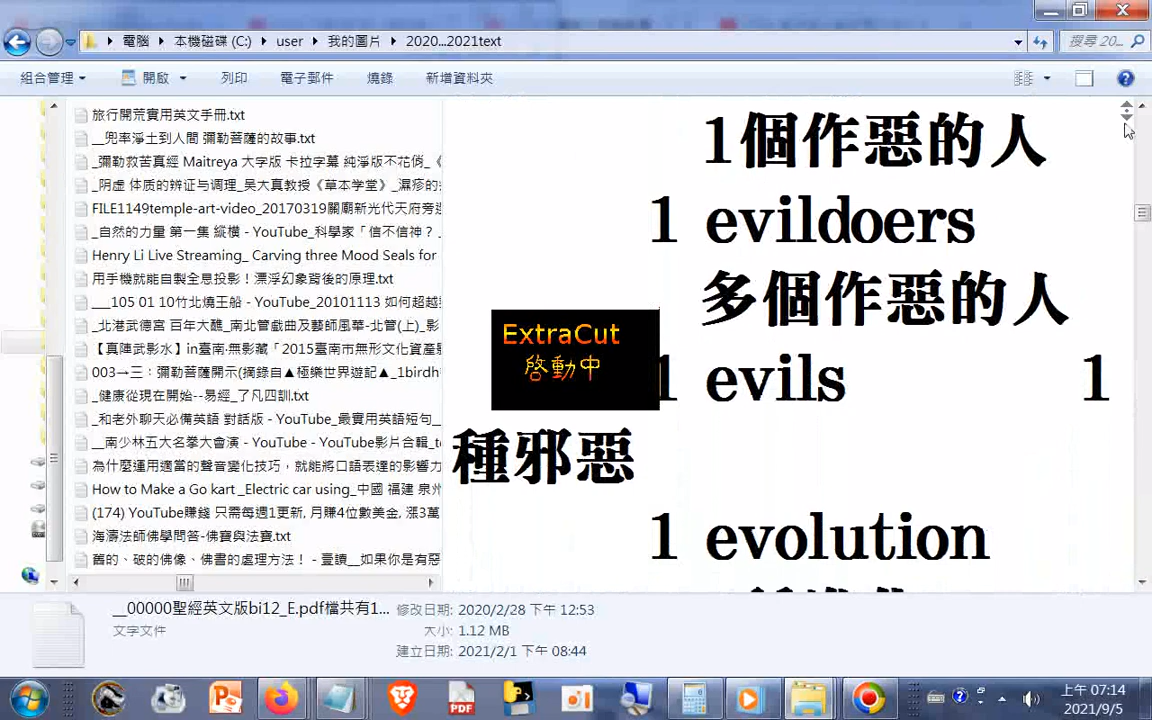 電腦 本機磁碟 (C:) user 我的圖片 2020...2021text
搜尋 20...
組合管理 開啟 列印 電子郵件 燒錄 新增資料夾
旅行開荒實用英文手冊.txt
__兜率淨土到人間 彌勒菩薩的故事.txt
_彌勒救苦真經 Maitreya 大字版 卡拉字幕 純淨版不花俏_《
_阴虚 体质的辨证与调理_吴大真教授《草本学堂》_濕疹的
FILE1149temple-art-video_20170319關廟新光代天府旁
_自然的力量 第一集 縱橫 - YouTube_科學家「信不信神？
Henry Li Live Streaming_ Carving three Mood Seals for
用手機就能自製全息投影！漂浮幻象背後的原理.txt
___105 01 10竹北燒王船 - YouTube_20101113 如何超越
_北港武德宮 百年大醮_南北管戲曲及藝師風華-北管(上)_影
【真陣武影水】in臺南·無影藏「2015臺南市無形文化資產
003→三：彌勒菩薩開示(摘錄自▲極樂世界遊記▲_1birdh
_健康從現在開始--易經_了凡四訓.txt
_和老外聊天必備英語 對話版 - YouTube_最實用英語短句
__南少林五大名拳大會演 - YouTube - YouTube影片合輯_t
為什麼運用適當的聲音變化技巧，就能將口語表達的影響力
How to Make a Go kart _Electric car using_中國 福建 泉州
(174) YouTube賺錢 只需每週1更新, 月賺4位數美金, 漲3萬
海濤法師佛學問答-佛寶與法寶.txt
舊的、破的佛像、佛書的處理方法！ - 壹讀__如果你是有惡
1個作惡的人
1 evildoers
多個作惡的人
1 evils 1
種邪惡
1 evolution
ExtraCut
啓動中
__00000聖經英文版bi12_E.pdf檔共有1...
文字文件
修改日期: 2020/2/28 下午 12:53
大小: 1.12 MB
建立日期: 2021/2/1 下午 08:44
上午 07:14
2021/9/5